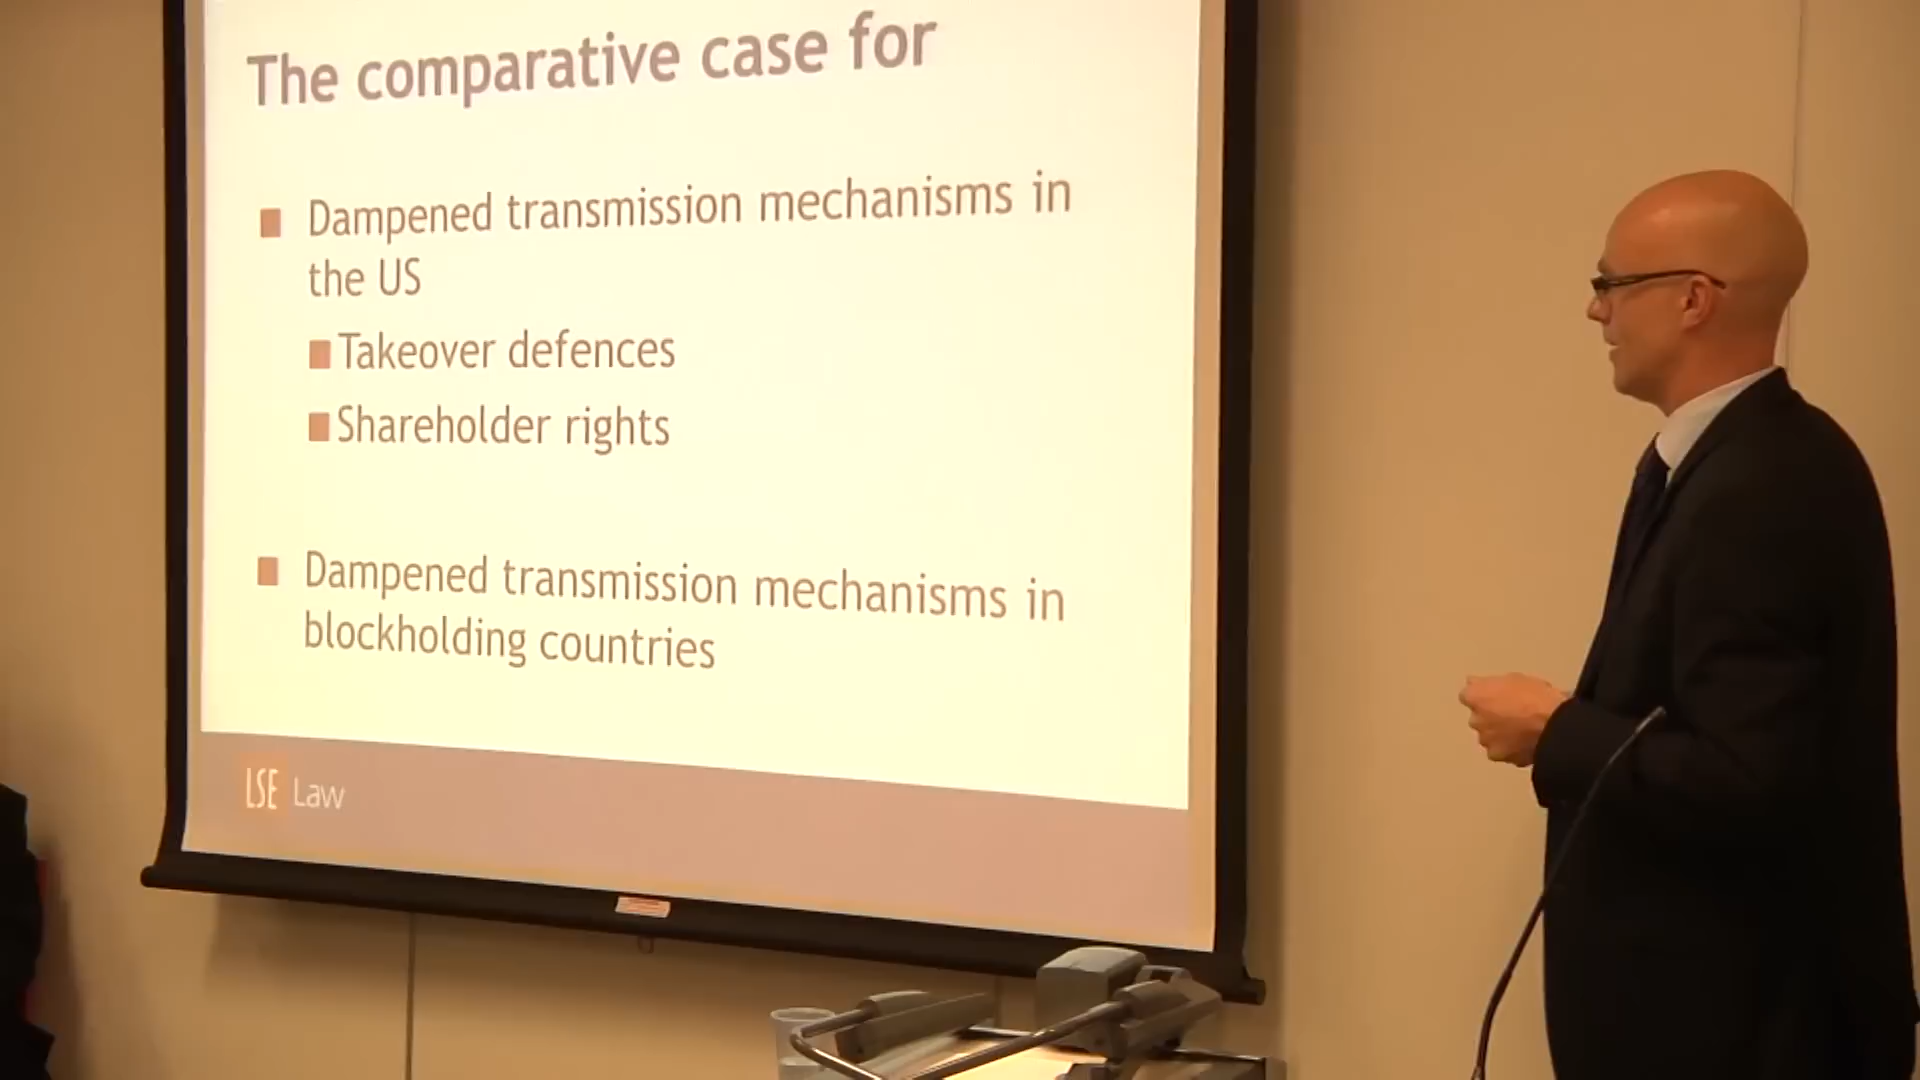 The comparative case for
Dampened transmission mechanisms in
the US
Takeover defences
Shareholder rights
Dampened transmission mechanisms in
blockholding countries
LSE Law